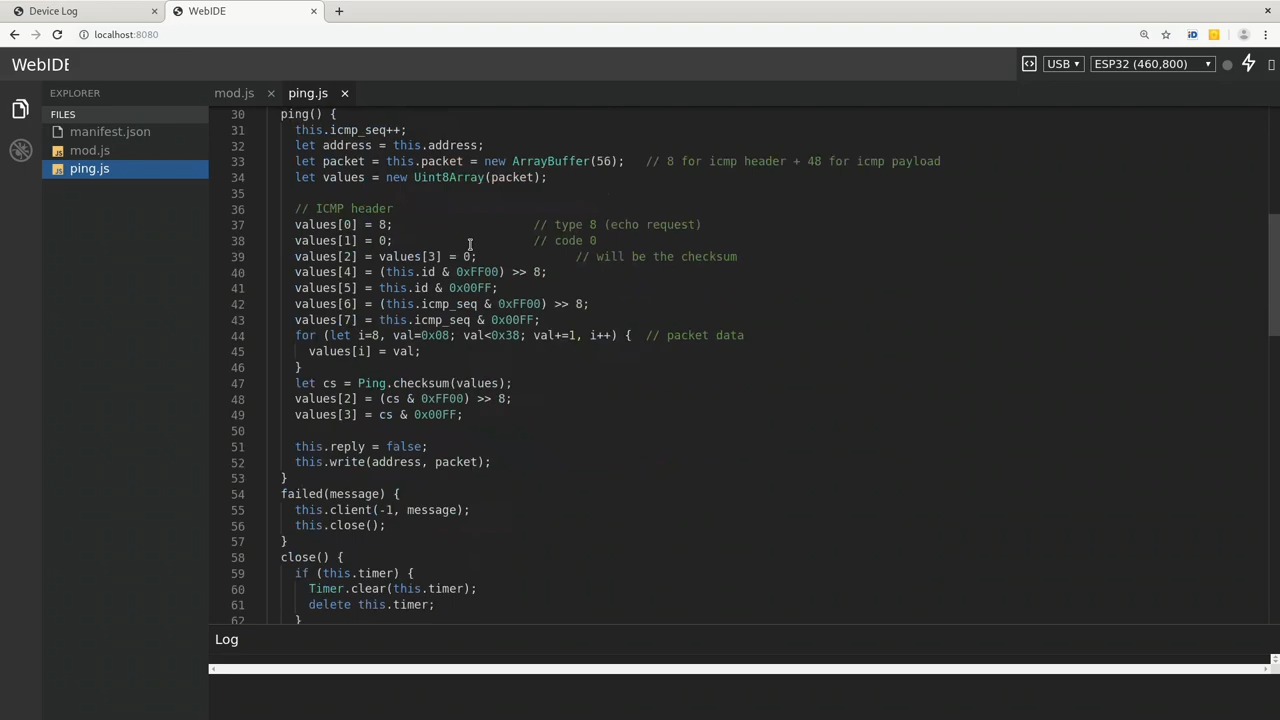 Device Log
WebIDE
localhost:8080
WebIDE
USB
ESP32 (460,800)
EXPLORER
FILES
manifest.json
mod.js
ping.js
mod.js
ping.js
30 ping() {
31 this.icmp_seq++;
32 let address = this.address;
33 let packet = this.packet = new ArrayBuffer(56); // 8 for icmp header + 48 for icmp payload
34 let values = new Uint8Array(packet);
35
36 // ICMP header
37 values[0] = 8; // type 8 (echo request)
38 values[1] = 0; // code 0
39 values[2] = values[3] = 0; // will be the checksum
40 values[4] = (this.id & 0xFF00) >> 8;
41 values[5] = this.id & 0x00FF;
42 values[6] = (this.icmp_seq & 0xFF00) >> 8;
43 values[7] = this.icmp_seq & 0x00FF;
44 for (let i=8, val=0x08; val<0x38; val+=1, i++) { // packet data
45 values[i] = val;
46 }
47 let cs = Ping.checksum(values);
48 values[2] = (cs & 0xFF00) >> 8;
49 values[3] = cs & 0x00FF;
50
51 this.reply = false;
52 this.write(address, packet);
53 }
54 failed(message) {
55 this.client(-1, message);
56 this.close();
57 }
58 close() {
59 if (this.timer) {
60 Timer.clear(this.timer);
61 delete this.timer;
62 }
Log